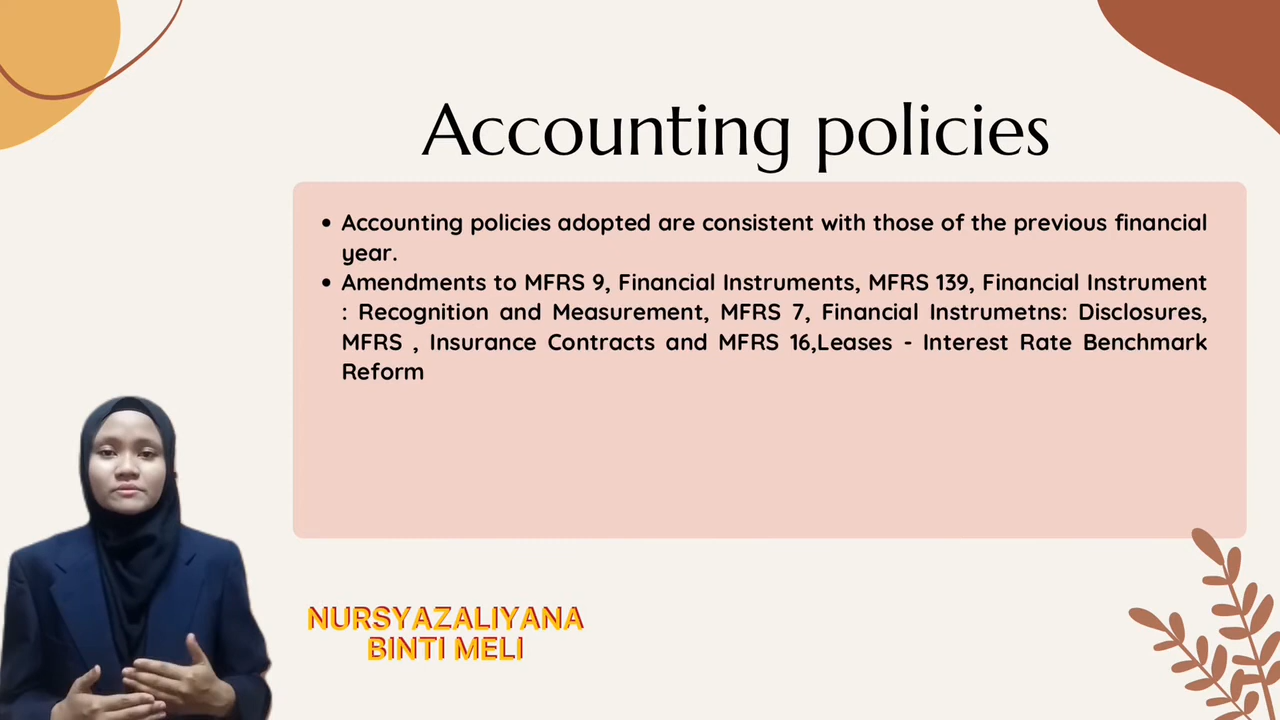 Accounting policies
• Accounting policies adopted are consistent with those of the previous financial
year.
• Amendments to MFRS 9, Financial Instruments, MFRS 139, Financial Instrument
: Recognition and Measurement, MFRS 7, Financial Instrumetns: Disclosures,
MFRS , Insurance Contracts and MFRS 16,Leases - Interest Rate Benchmark
Reform
NURSYAZALIYANA
BINTI MELI